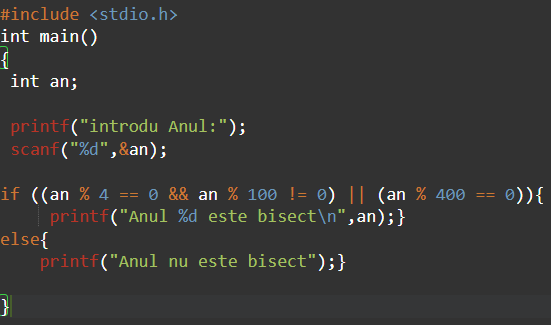 #include <stdio.h>
int main()
{
int an;
printf("introdu Anul:");
scanf("%d",&an);
if ((an % 4 == 0 && an % 100 != 0) || (an % 400 == 0)){
printf("Anul %d este bisect\n",an);}
else{
printf("Anul nu este bisect");}
}